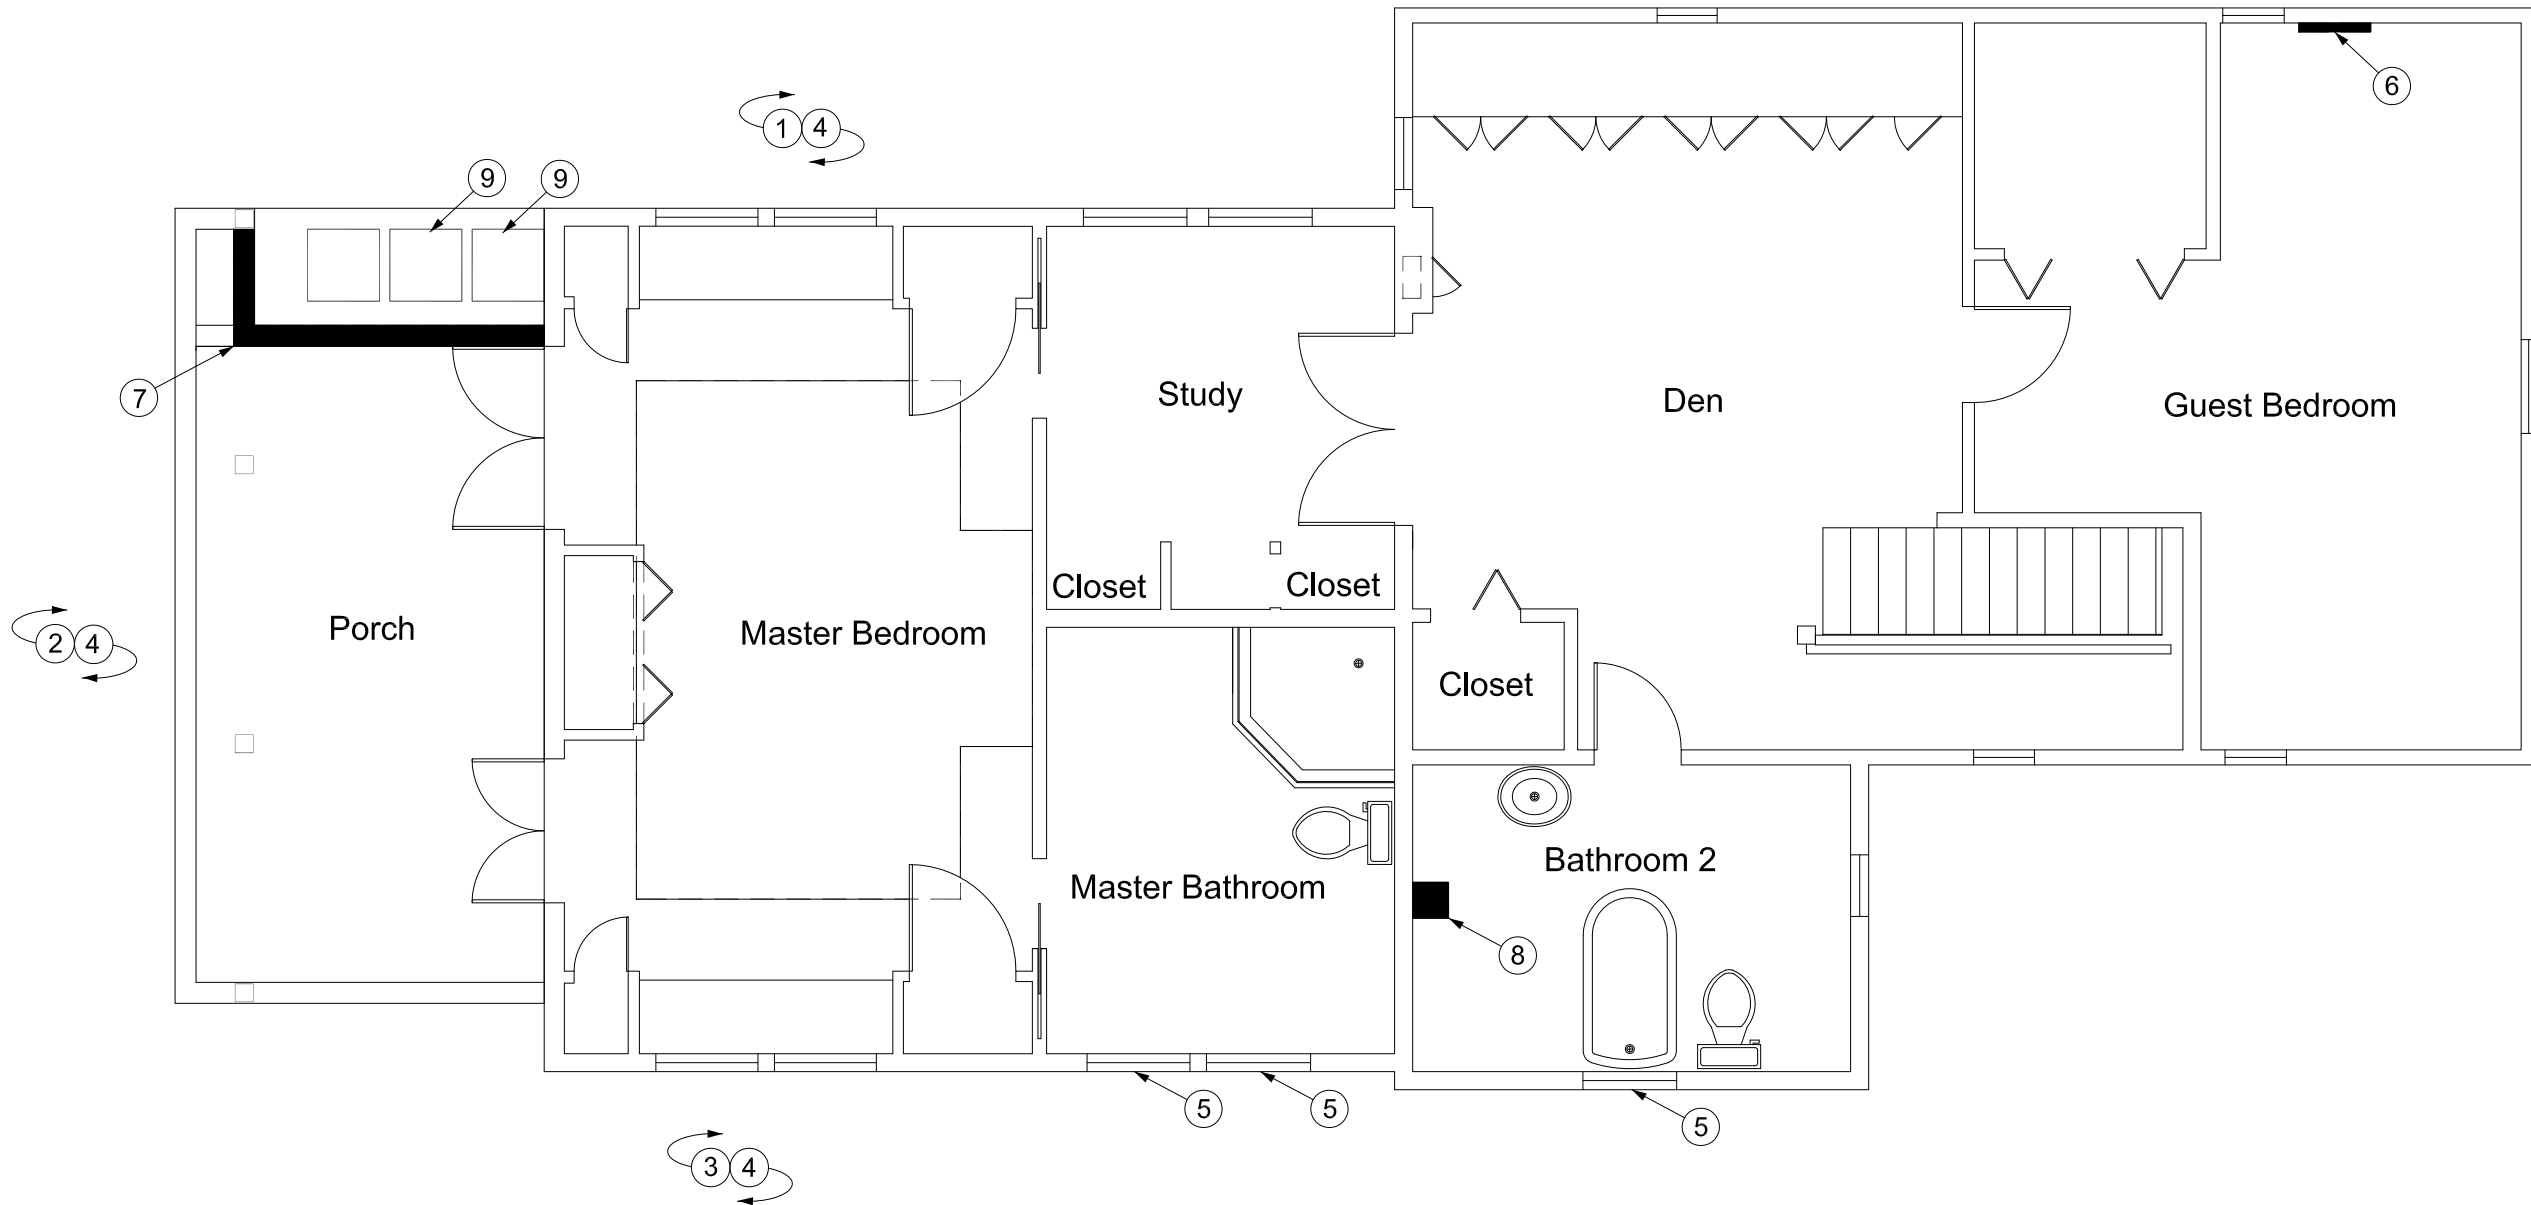 6
1 4
9 9
7
Study
Den
Guest Bedroom
Closet
Closet
2 4
Porch
Master Bedroom
Closet
Bathroom 2
Master Bathroom
8
5
5
5
3 4